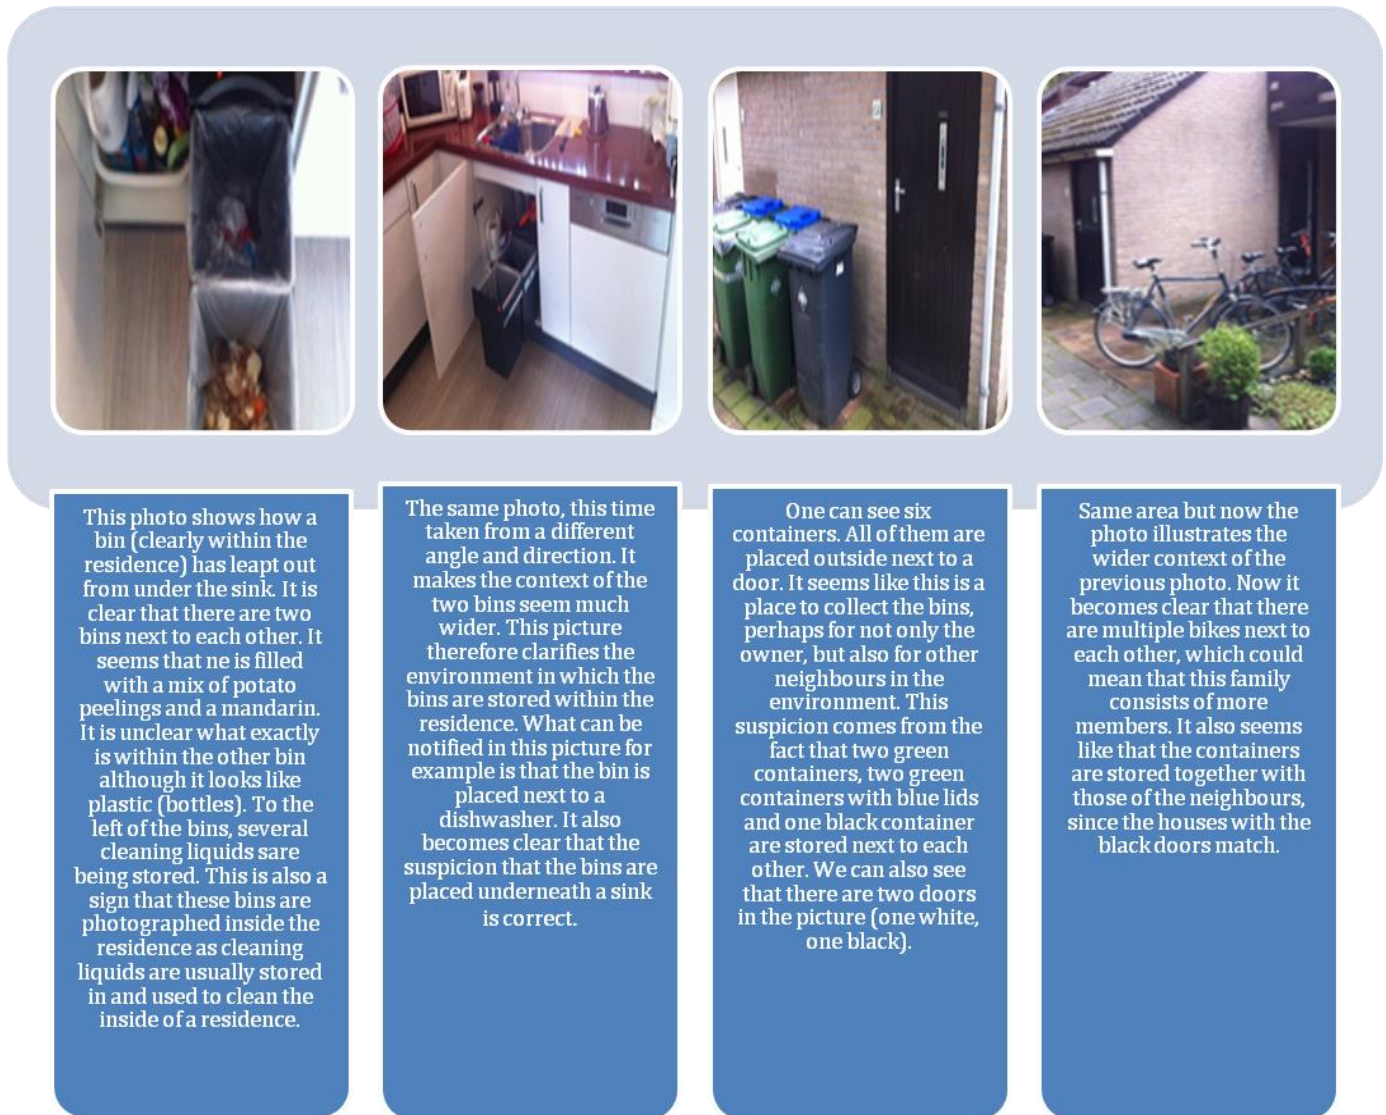 This photo shows how a
bin (clearly within the
residence) has leapt out
from under the sink. It is
clear that there are two
bins next to each other. It
seems that ne is filled
with a mix of potato
peelings and a mandarin.
It is unclear what exactly
is within the other bin
although it looks like
plastic (bottles). To the
left of the bins, several
cleaning liquids sare
being stored. This is also a
sign that these bins are
photographed inside the
residence as cleaning
liquids are usually stored
in and used to clean the
inside of a residence.
The same photo, this time
taken from a different
angle and direction. It
makes the context of the
two bins seem much
wider. This picture
therefore clarifies the
environment in which the
bins are stored within the
residence. What can be
notified in this picture for
example is that the bin is
placed next to a
dishwasher. It also
becomes clear that the
suspicion that the bins are
placed underneath a sink
is correct.
One can see six
containers. All of them are
placed outside next to a
door. It seems like this is a
place to collect the bins,
perhaps for not only the
owner, but also for other
neighbours in the
environment. This
suspicion comes from the
fact that two green
containers, two green
containers with blue lids
and one black container
are stored next to each
other. We can also see
that there are two doors
in the picture (one white,
one black).
Same area but now the
photo illustrates the
wider context of the
previous photo. Now it
becomes clear that there
are multiple bikes next to
each other, which could
mean that this family
consists of more
members. It also seems
like that the containers
are stored together with
those of the neighbours,
since the houses with the
black doors match.